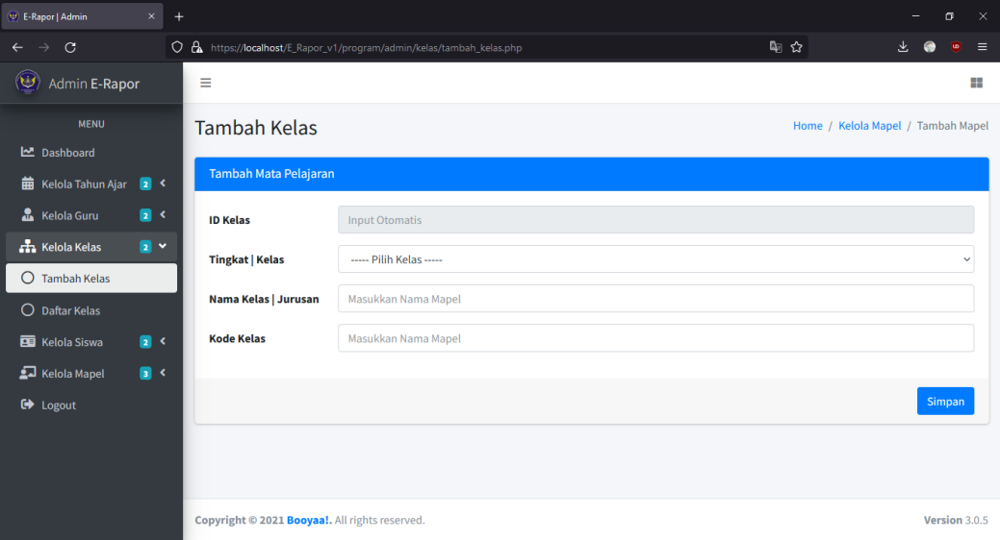 E-Rapor | Admin
https://localhost/E_Rapor_v1/program/admin/kelas/tambah_kelas.php
Admin E-Rapor
MENU
Dashboard
Kelola Tahun Ajar 2
Kelola Guru 2
Kelola Kelas 2
Tambah Kelas
Daftar Kelas
Kelola Siswa 2
Kelola Mapel 3
Logout
Tambah Kelas
Home / Kelola Mapel / Tambah Mapel
Tambah Mata Pelajaran
ID Kelas Input Otomatis
Tingkat | Kelas ----- Pilih Kelas -----
Nama Kelas | Jurusan Masukkan Nama Mapel
Kode Kelas Masukkan Nama Mapel
Simpan
Copyright © 2021 Booyaa!. All rights reserved.
Version 3.0.5